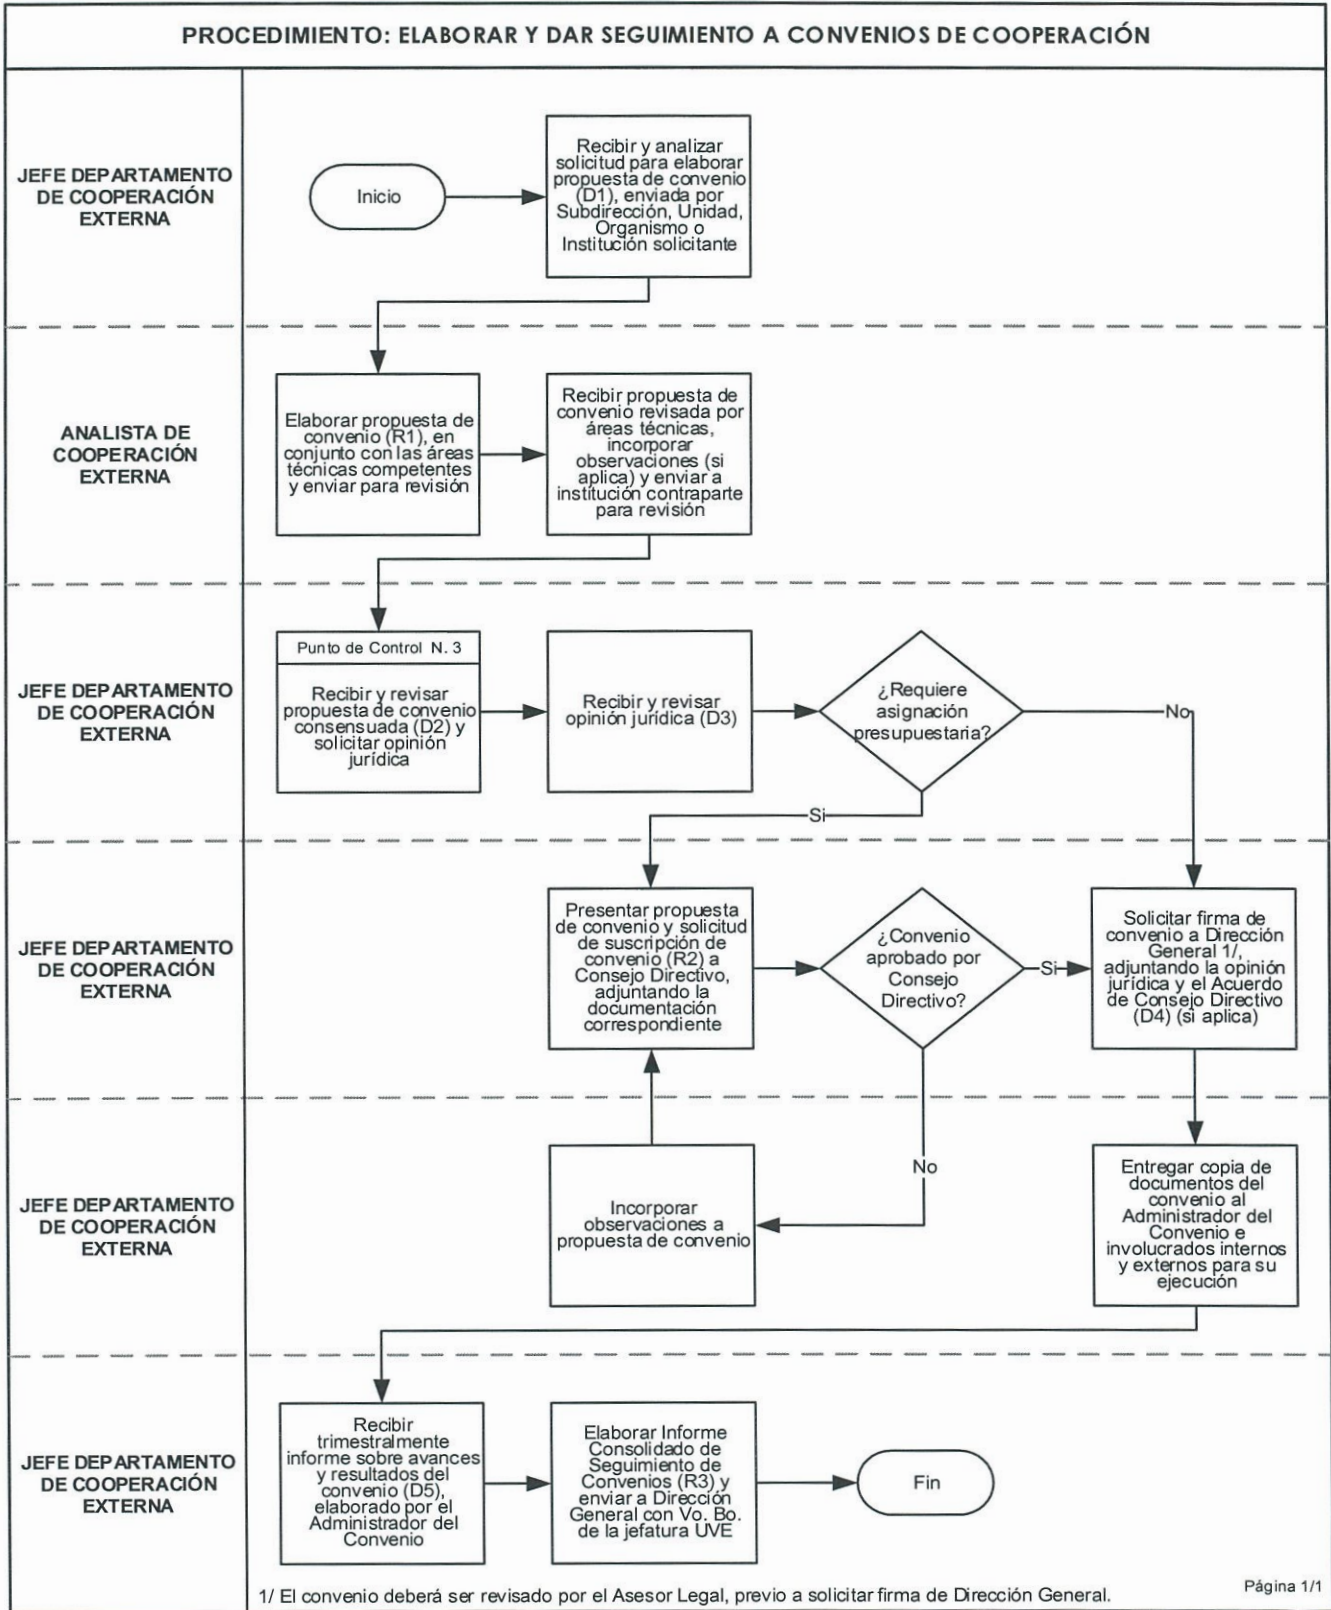 PROCEDIMIENTO: ELABORAR Y DAR SEGUIMIENTO A CONVENIOS DE COOPERACIÓN
JEFE DEPARTAMENTO
DE COOPERACIÓN
EXTERNA
Inicio
Recibir y analizar
solicitud para elaborar
propuesta de convenio
(D1), enviada por
Subdirección, Unidad,
Organismo o
Institución solicitante
ANALISTA DE
COOPERACIÓN
EXTERNA
Elaborar propuesta de
convenio (R1), en
conjunto con las áreas
técnicas competentes
y enviar para revisión
Recibir propuesta de
convenio revisada por
áreas técnicas,
incorporar
observaciones (si
aplica) y enviar a
institución contraparte
para revisión
JEFE DEPARTAMENTO
DE COOPERACIÓN
EXTERNA
Punto de Control N. 3
Recibir y revisar
propuesta de convenio
consensuada (D2) y
solicitar opinión
jurídica
Recibir y revisar
opinión jurídica (D3)
¿Requiere
asignación
presupuestaria?
No
Si
JEFE DEPARTAMENTO
DE COOPERACIÓN
EXTERNA
Presentar propuesta
de convenio y solicitud
de suscripción de
convenio (R2) a
Consejo Directivo,
adjuntando la
documentación
correspondiente
¿Convenio
aprobado por
Consejo
Directivo?
Si
Solicitar firma de
convenio a Dirección
General 1/,
adjuntando la opinión
jurídica y el Acuerdo
de Consejo Directivo
(D4) (si aplica)
JEFE DEPARTAMENTO
DE COOPERACIÓN
EXTERNA
Incorporar
observaciones a
propuesta de convenio
No
Entregar copia de
documentos del
convenio al
Administrador del
Convenio e
involucrados internos
y externos para su
ejecución
JEFE DEPARTAMENTO
DE COOPERACIÓN
EXTERNA
Recibir
trimestralmente
informe sobre avances
y resultados del
convenio (D5),
elaborado por el
Administrador del
Convenio
Elaborar Informe
Consolidado de
Seguimiento de
Convenios (R3) y
enviar a Dirección
General con Vo. Bo.
de la jefatura UVE
Fin
1/ El convenio deberá ser revisado por el Asesor Legal, previo a solicitar firma de Dirección General.
Página 1/1